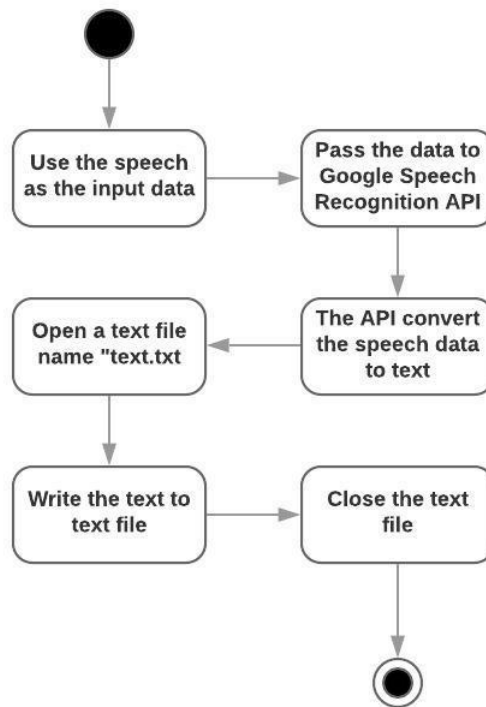 Use the speech
as the input data
Pass the data to
Google Speech
Recognition API
The API convert
the speech data
to text
Open a text file
name "text.txt
Write the text to
text file
Close the text
file